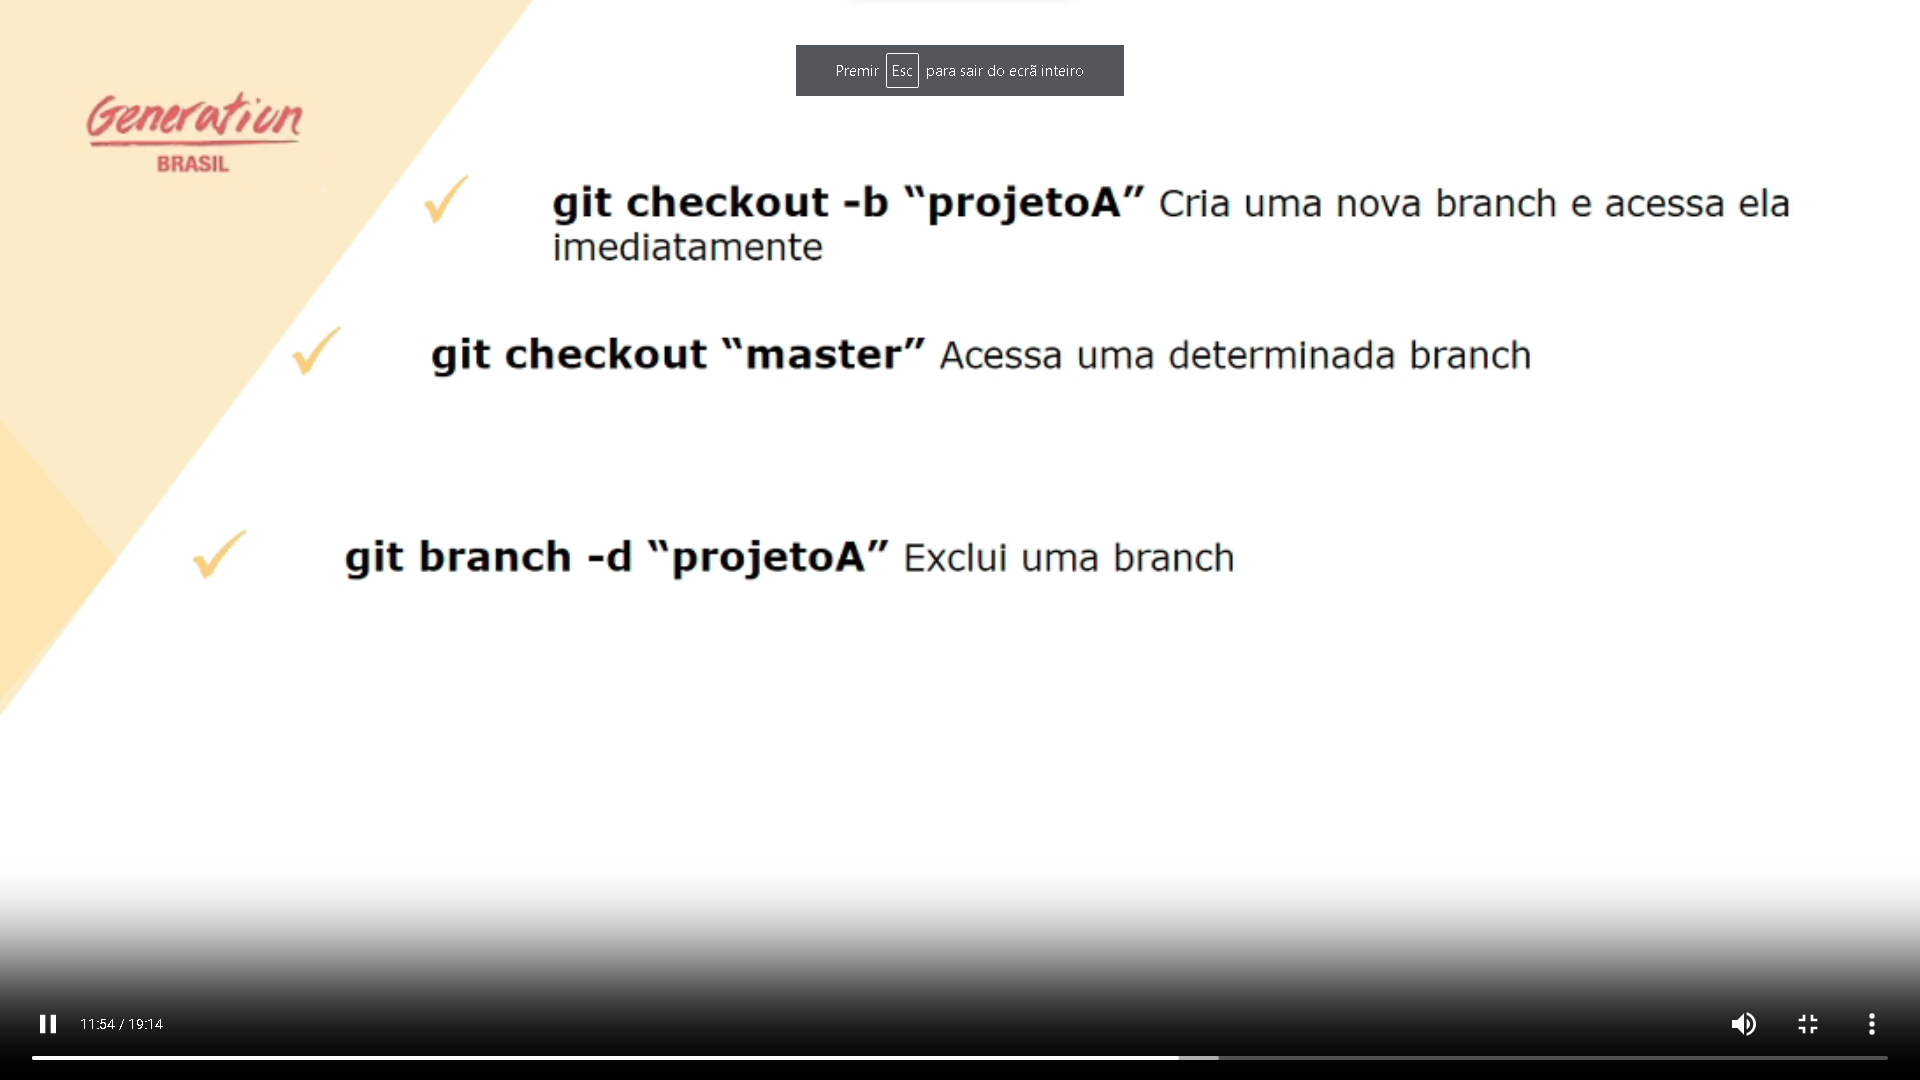 Premir Esc para sair do ecrã inteiro
Generation
BRASIL
git checkout -b “projetoA” Cria uma nova branch e acessa ela
imediatamente
git checkout “master” Acessa uma determinada branch
git branch -d “projetoA” Exclui uma branch
11:54 / 19:14